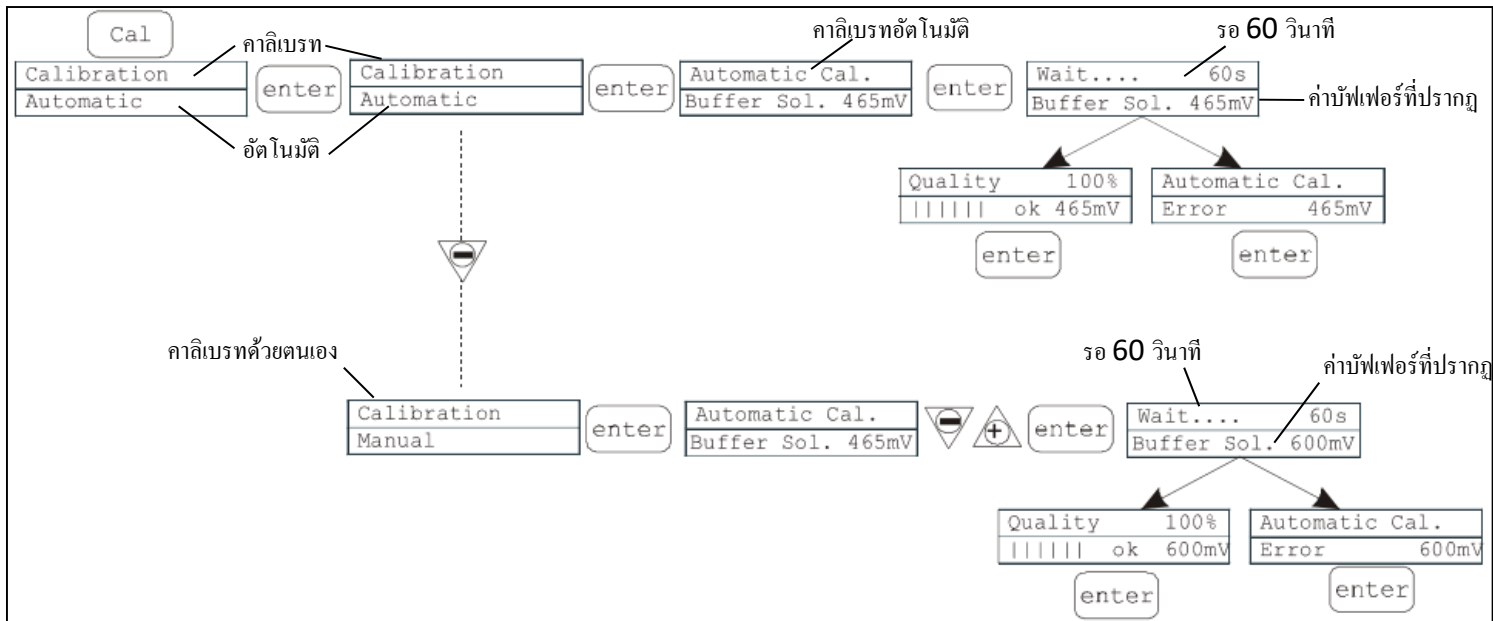 Cal
คาลิเบรท
คาลิเบรทอัตโนมัติ
รอ 60 วินาที
Calibration
Automatic
enter
Calibration
Automatic
enter
Automatic Cal.
Buffer Sol. 465mV
enter
Wait.... 60s
Buffer Sol. 465mV
ค่าบัฟเฟอร์ที่ปรากฏ
อัตโนมัติ
Quality 100%
|||||| ok 465mV
enter
Automatic Cal.
Error 465mV
enter
คาลิเบรทด้วยตนเอง
รอ 60 วินาที
ค่าบัฟเฟอร์ที่ปรากฏ
Calibration
Manual
enter
Automatic Cal.
Buffer Sol. 465mV
enter
Wait.... 60s
Buffer Sol. 600mV
Quality 100%
|||||| ok 600mV
enter
Automatic Cal.
Error 600mV
enter